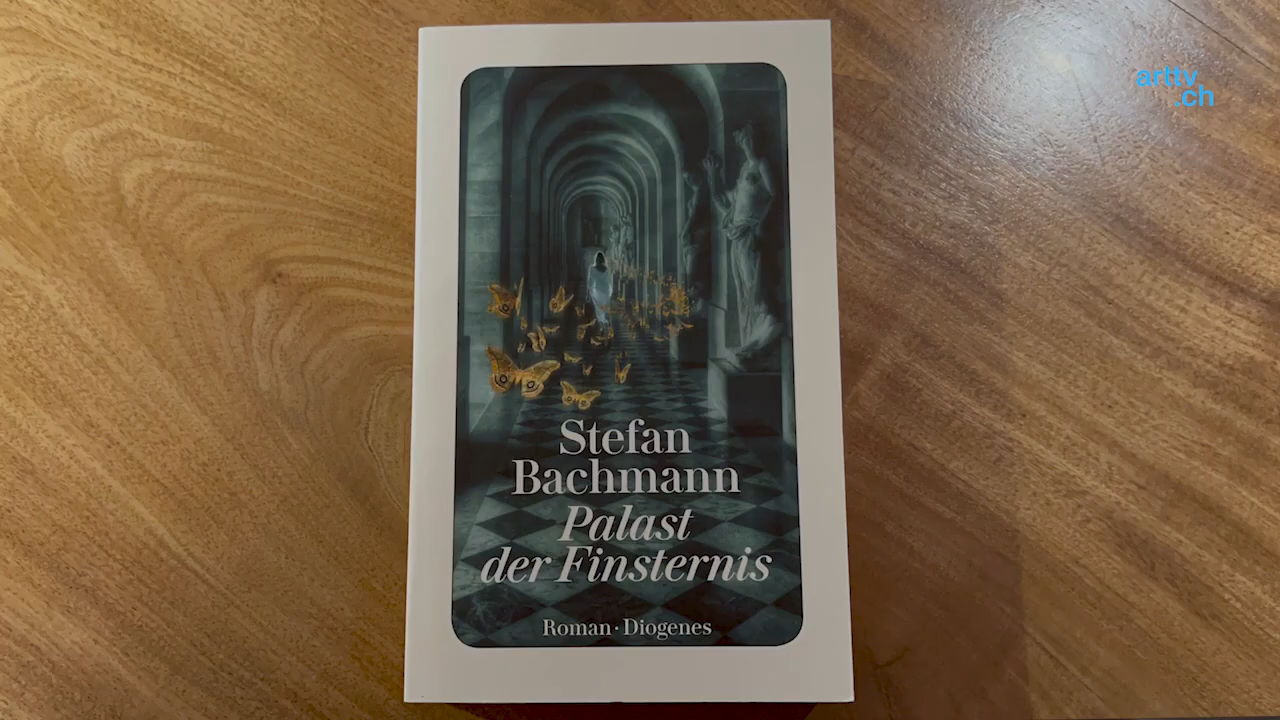 arttv
.ch
Stefan
Bachmann
Palast
der Finsternis
Roman · Diogenes